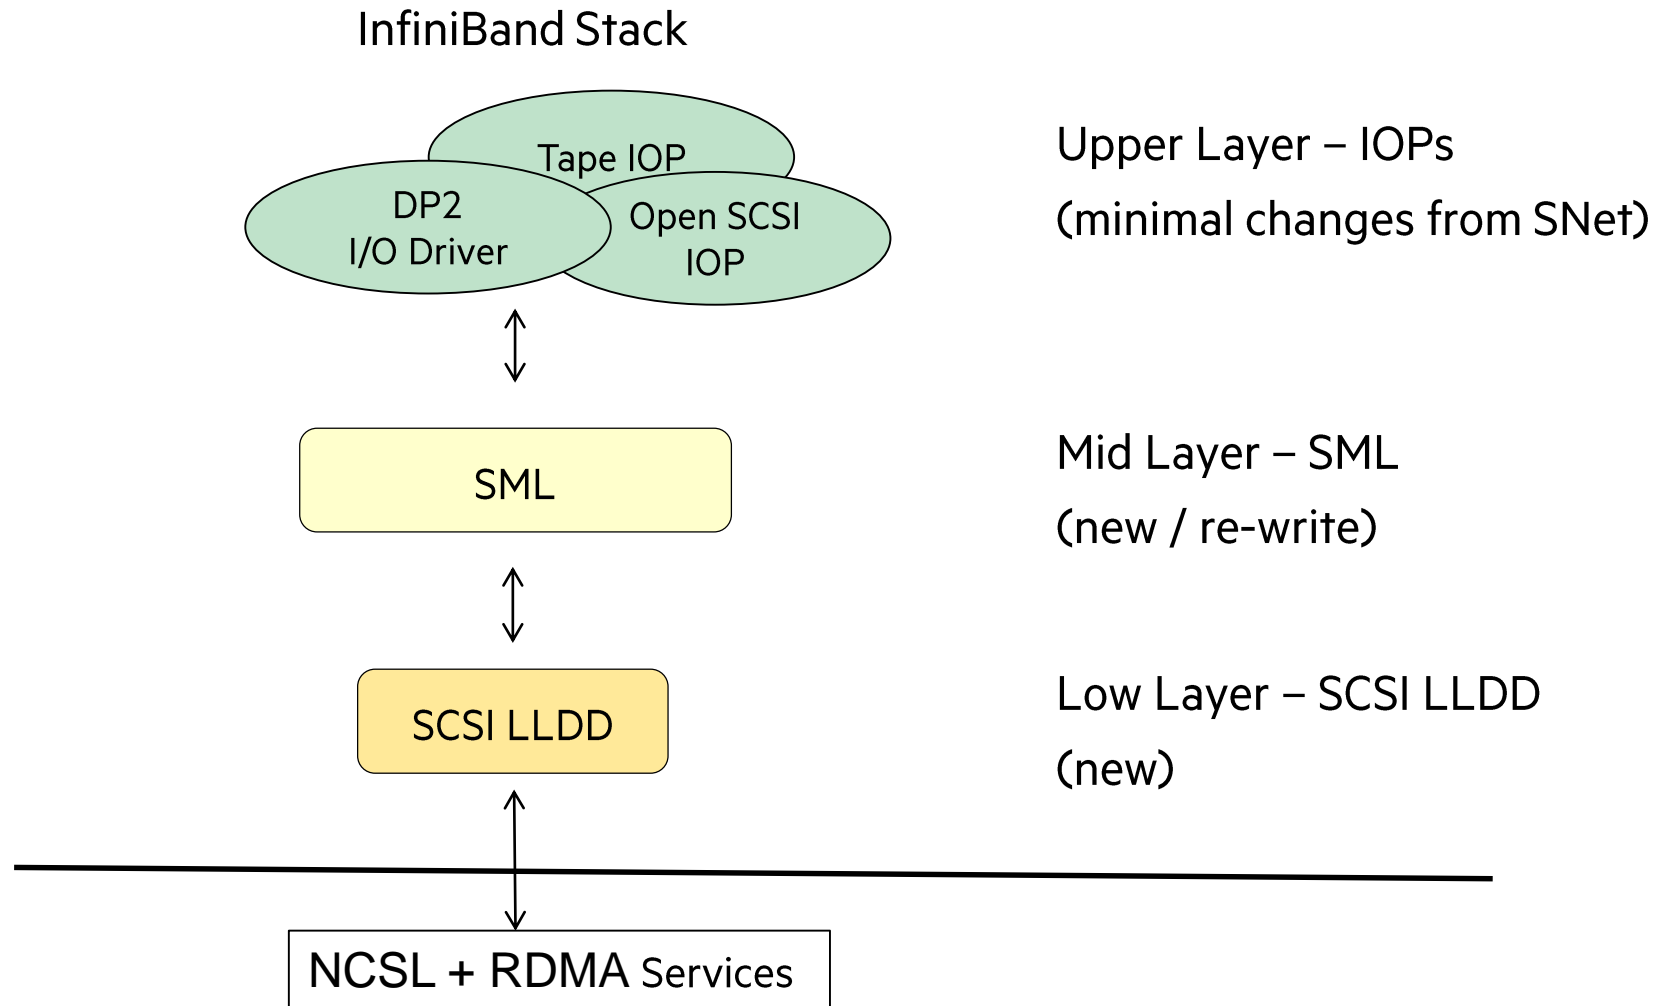 InfiniBand Stack
Tape IOP
DP2
I/O Driver
Open SCSI
IOP
Upper Layer – IOPs
(minimal changes from SNet)
SML
Mid Layer – SML
(new / re-write)
SCSI LLDD
Low Layer – SCSI LLDD
(new)
NCSL + RDMA Services